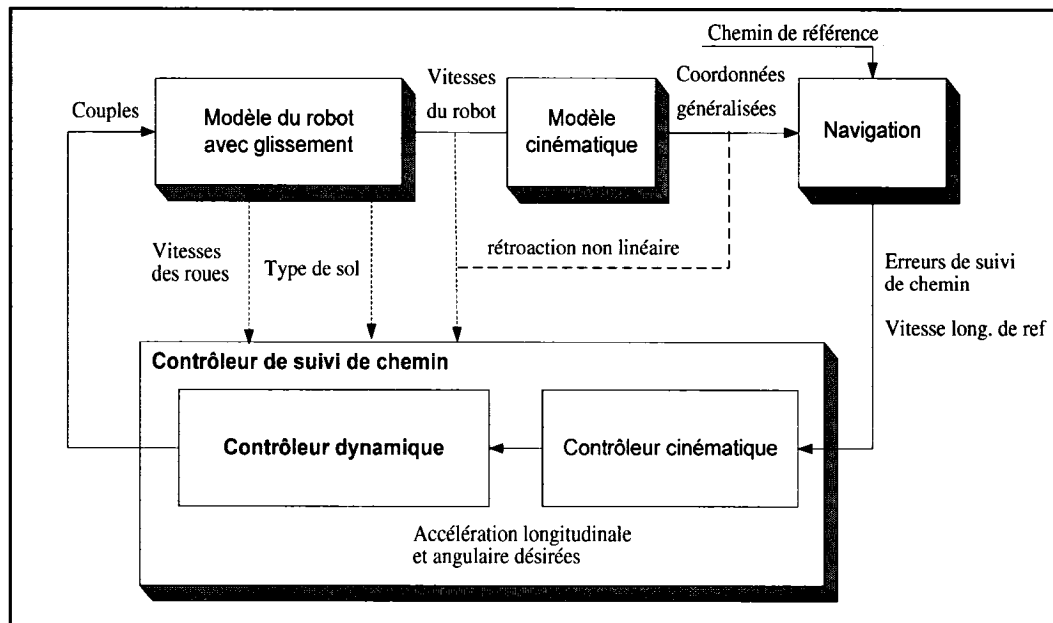 Chemin de référence
Couples
Modèle du robot
avec glissement
Vitesses
du robot
Modèle
cinématique
Coordonnées
généralisées
Navigation
Vitesses
des roues
Type de sol
rétroaction non linéaire
Erreurs de suivi
de chemin
Vitesse long. de ref
Contrôleur de suivi de chemin
Contrôleur dynamique
Contrôleur cinématique
Accélération longitudinale
et angulaire désirées